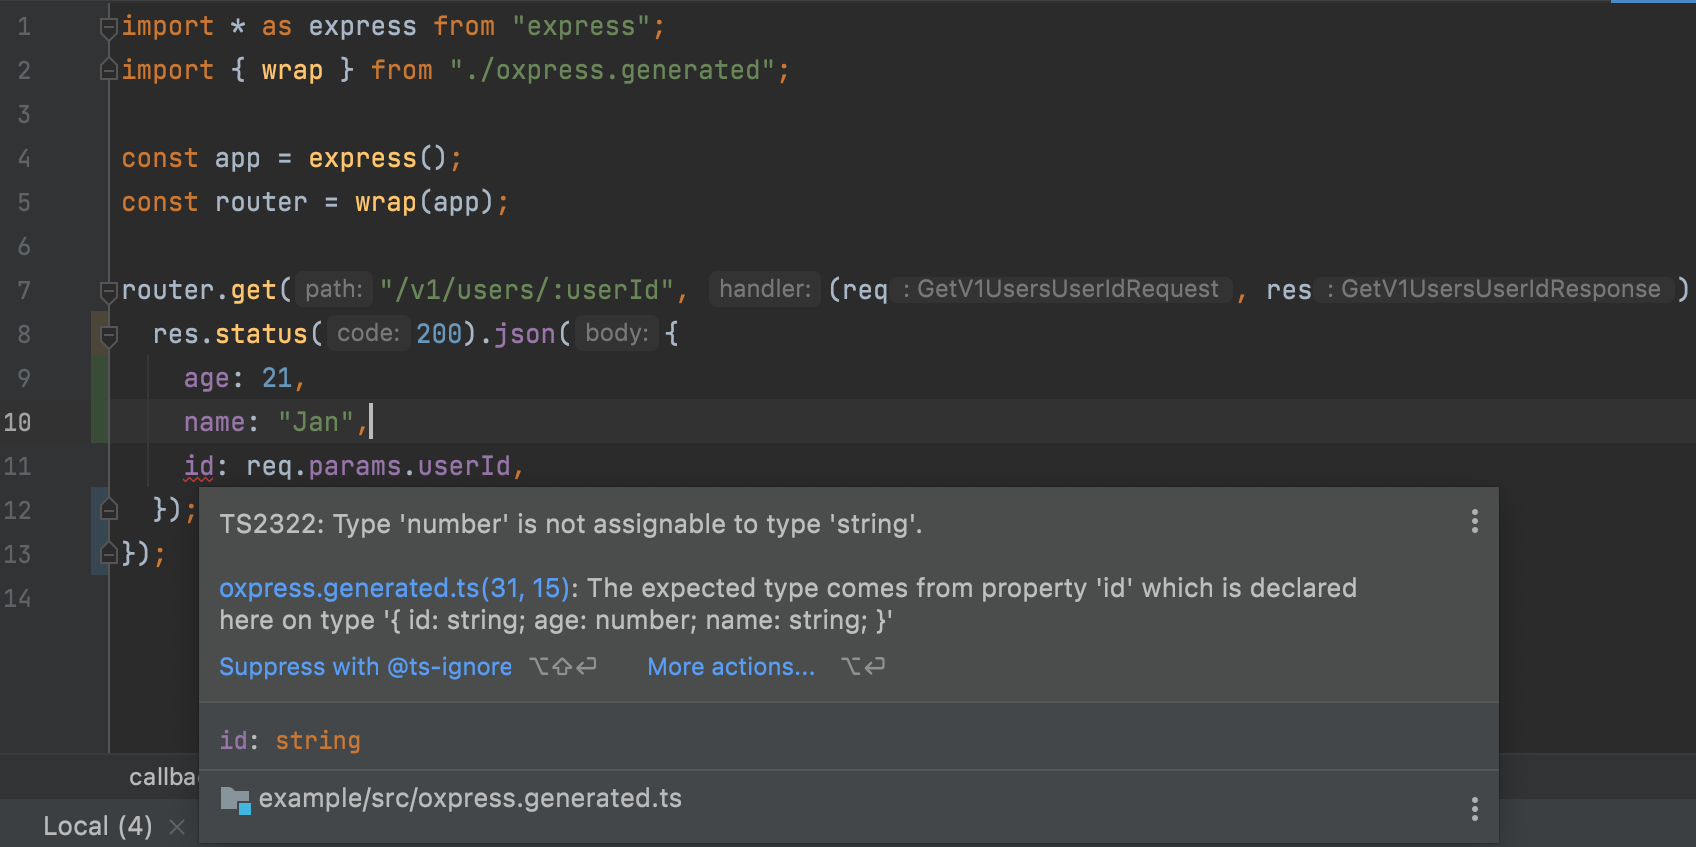 1 import * as express from "express";
2 import { wrap } from "./oxpress.generated";
3
4 const app = express();
5 const router = wrap(app);
6
7 router.get( path: "/v1/users/:userId", handler: (req : GetV1UsersUserIdRequest , res : GetV1UsersUserIdResponse )
8 res.status( code: 200).json( body: {
9 age: 21,
10 name: "Jan",
11 id: req.params.userId,
12 });
13 });
14
TS2322: Type 'number' is not assignable to type 'string'.
oxpress.generated.ts(31, 15): The expected type comes from property 'id' which is declared
here on type '{ id: string; age: number; name: string; }'
Suppress with @ts-ignore ⌥⇧⏎ More actions... ⌥⏎
id: string
example/src/oxpress.generated.ts
callba
Local (4) ×